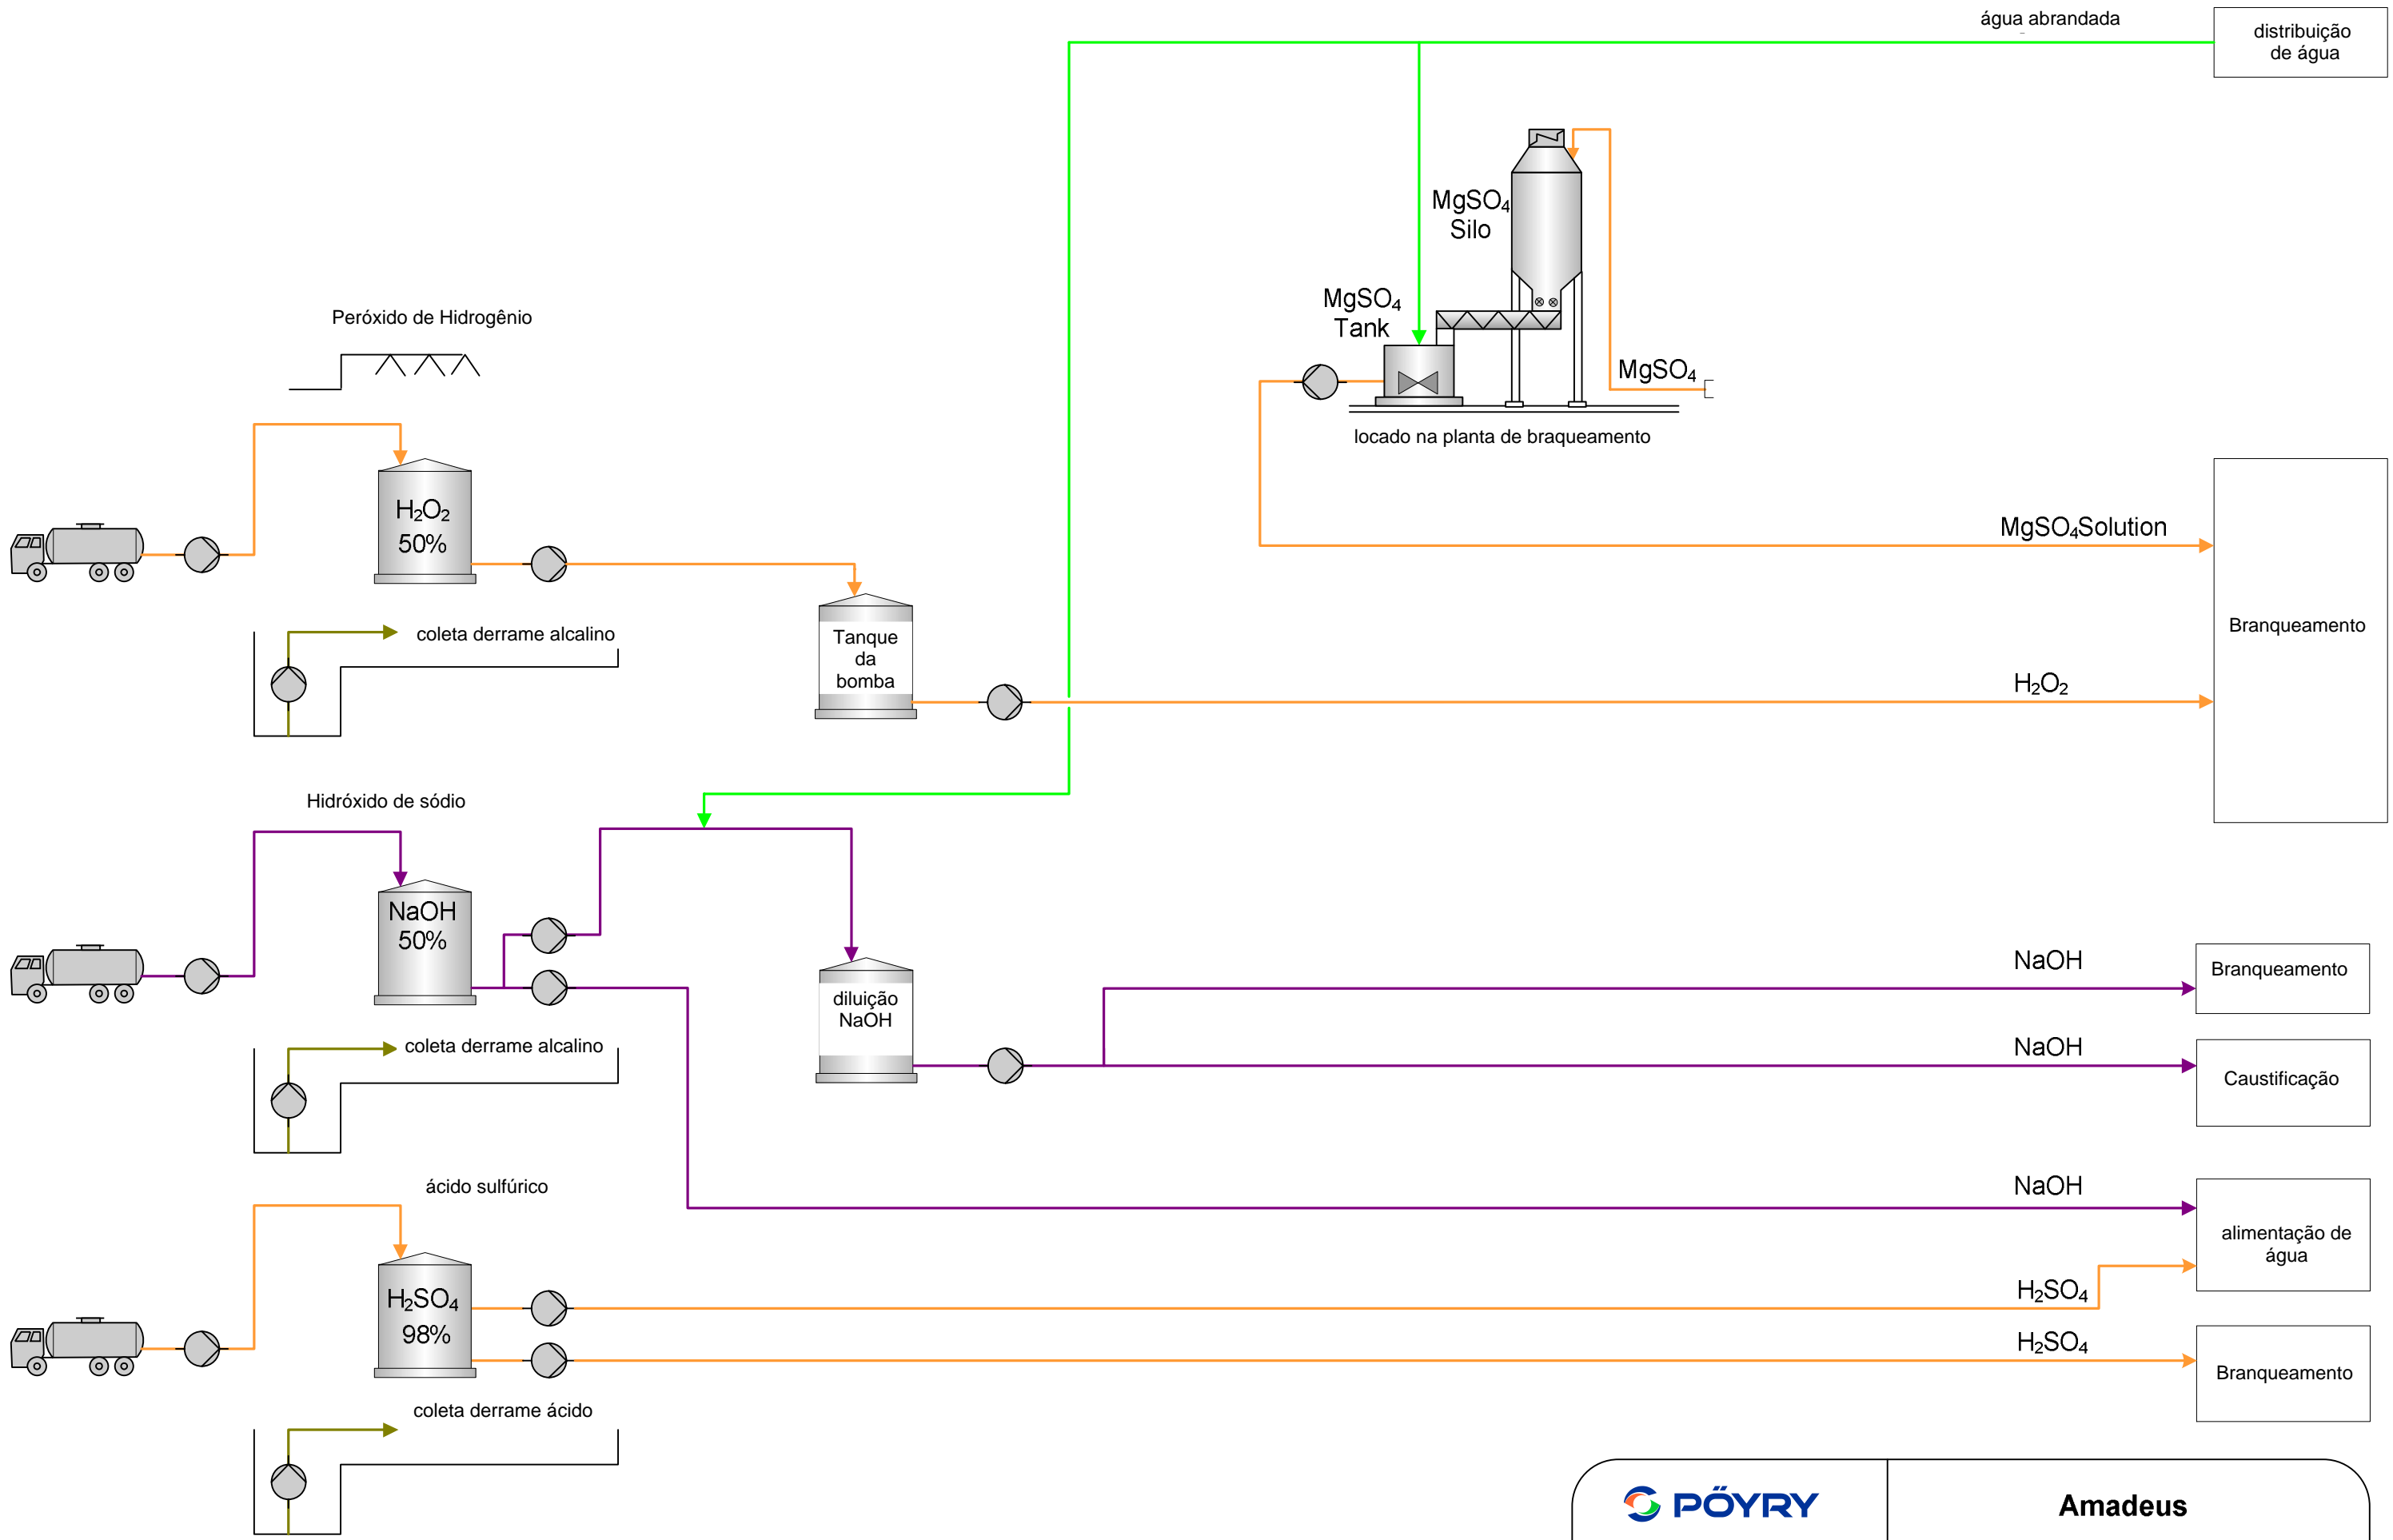 água abrandada
distribuição
de água
MgSO₄
Silo
MgSO₄
Tank
Peróxido de Hidrogênio
MgSO₄
locado na planta de braqueamento
H₂O₂
50%
MgSO₄Solution
Branqueamento
coleta derrame alcalino
Tanque
da
bomba
H₂O₂
Hidróxido de sódio
NaOH
50%
NaOH
Branqueamento
diluição
NaOH
coleta derrame alcalino
NaOH
Caustificação
ácido sulfúrico
NaOH
alimentação de
água
H₂SO₄
98%
H₂SO₄
H₂SO₄
Branqueamento
coleta derrame ácido
PÖYRY
Amadeus